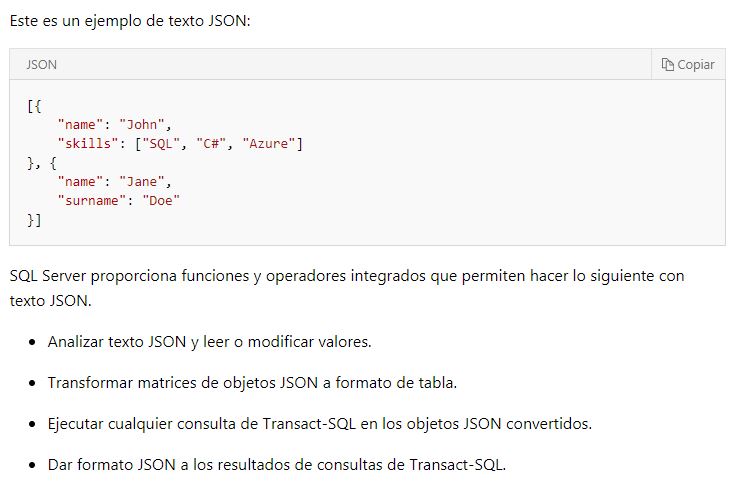 Este es un ejemplo de texto JSON:
JSON
Copiar
[{
    "name": "John",
    "skills": ["SQL", "C#", "Azure"]
}, {
    "name": "Jane",
    "surname": "Doe"
}]
SQL Server proporciona funciones y operadores integrados que permiten hacer lo siguiente con
texto JSON.
• Analizar texto JSON y leer o modificar valores.
• Transformar matrices de objetos JSON a formato de tabla.
• Ejecutar cualquier consulta de Transact-SQL en los objetos JSON convertidos.
• Dar formato JSON a los resultados de consultas de Transact-SQL.